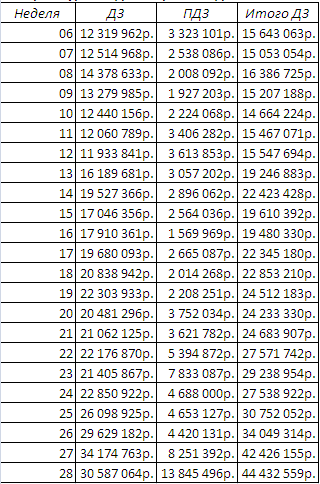 Неделя ДЗ ПДЗ Итого ДЗ
06 12 319 962р. 3 323 101р. 15 643 063р.
07 12 514 968р. 2 538 086р. 15 053 054р.
08 14 378 633р. 2 008 092р. 16 386 725р.
09 13 279 985р. 1 927 203р. 15 207 188р.
10 12 440 156р. 2 224 068р. 14 664 224р.
11 12 060 789р. 3 406 282р. 15 467 071р.
12 11 933 841р. 3 613 853р. 15 547 694р.
13 16 189 681р. 3 057 202р. 19 246 883р.
14 19 527 366р. 2 896 062р. 22 423 428р.
15 17 046 356р. 2 564 036р. 19 610 392р.
16 17 910 361р. 1 569 969р. 19 480 330р.
17 19 680 093р. 2 665 087р. 22 345 180р.
18 20 838 942р. 2 014 268р. 22 853 210р.
19 22 303 933р. 2 208 251р. 24 512 183р.
20 20 481 296р. 3 752 034р. 24 233 330р.
21 21 062 125р. 3 621 782р. 24 683 907р.
22 22 176 870р. 5 394 872р. 27 571 742р.
23 21 405 867р. 7 833 087р. 29 238 954р.
24 22 850 922р. 4 688 000р. 27 538 922р.
25 26 098 925р. 4 653 127р. 30 752 052р.
26 29 629 182р. 4 420 131р. 34 049 314р.
27 34 174 763р. 8 251 392р. 42 426 155р.
28 30 587 064р. 13 845 496р. 44 432 559р.